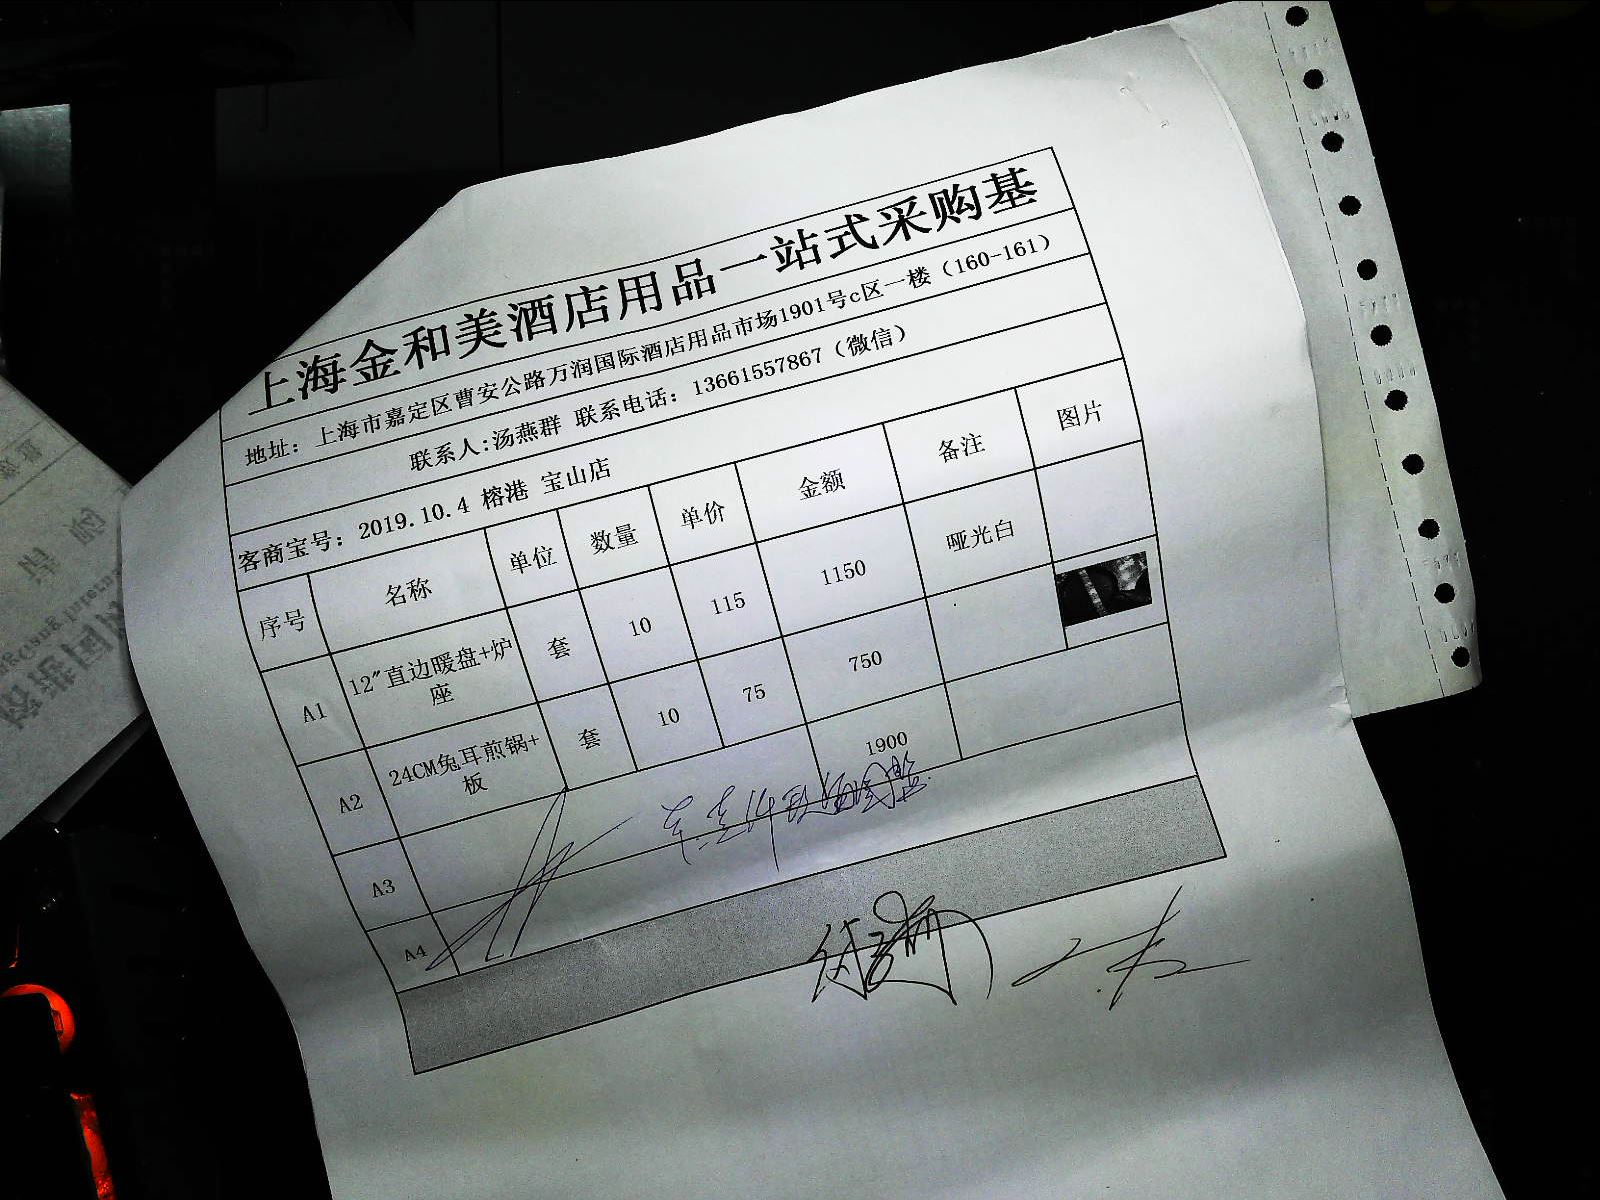 上海金和美酒店用品一站式采购基
地址：上海市嘉定区曹安公路万润国际酒店用品市场1901号c区一楼（160-161）
联系人:汤燕群 联系电话：13661557867（微信）
客商宝号：2019.10.4 榕港 宝山店
序号 名称 单位 数量 单价 金额 备注 图片
A1 12"直边暖盘+炉座 套 10 115 1150 哑光白
A2 24CM兔耳煎锅+板 套 10 75 750
A3 1900
A4